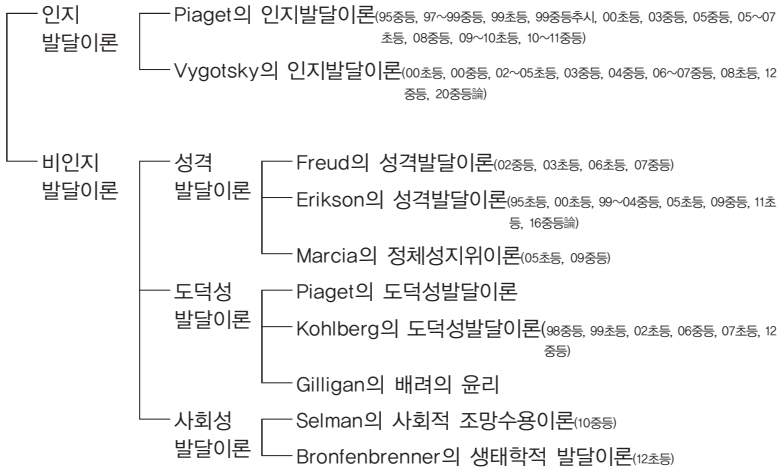 인지
발달이론
Piaget의 인지발달이론(95중등, 97~99중등, 99초등, 99중등추시, 00초등, 03중등, 05중등, 05~07
초등, 08중등, 09~10초등, 10~11중등)
Vygotsky의 인지발달이론(00초등, 00중등, 02~05초등, 03중등, 04중등, 06~07중등, 08초등, 12
중등, 20중등論)
비인지
발달이론
성격
발달이론
Freud의 성격발달이론(02중등, 03초등, 06초등, 07중등)
Erikson의 성격발달이론(95초등, 00초등, 99~04중등, 05초등, 09중등, 11초
등, 16중등論)
Marcia의 정체성지위이론(05초등, 09중등)
도덕성
발달이론
Piaget의 도덕성발달이론
Kohlberg의 도덕성발달이론(98중등, 99초등, 02초등, 06중등, 07초등, 12
중등)
Gilligan의 배려의 윤리
사회성
발달이론
Selman의 사회적 조망수용이론(10중등)
Bronfenbrenner의 생태학적 발달이론(12초등)